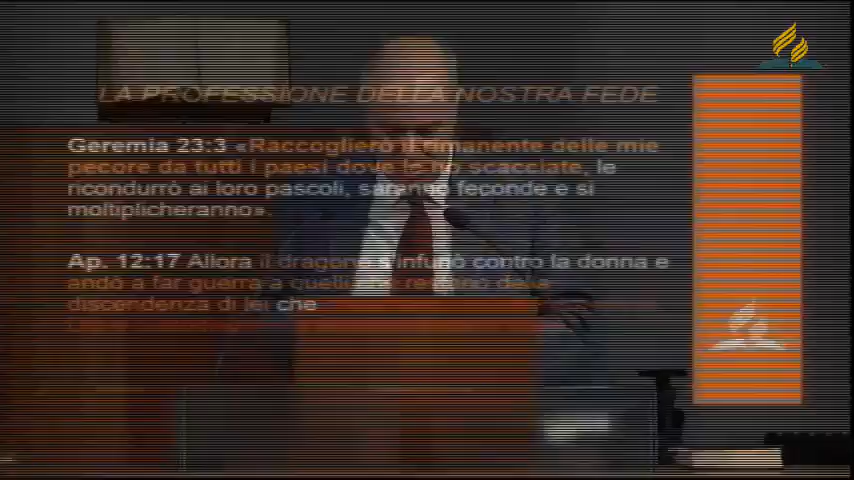 LA PROFESSIONE DELLA NOSTRA FEDE
Geremia 23:3 «Raccoglierò il rimanente delle mie
pecore da tutti i paesi dove le ho scacciate, le
ricondurrò ai loro pascoli, saranno feconde e si
moltiplicheranno».
Ap. 12:17 Allora il dragone s'infuriò contro la donna e
andò a far guerra a quelli che restano della
discendenza di lei che